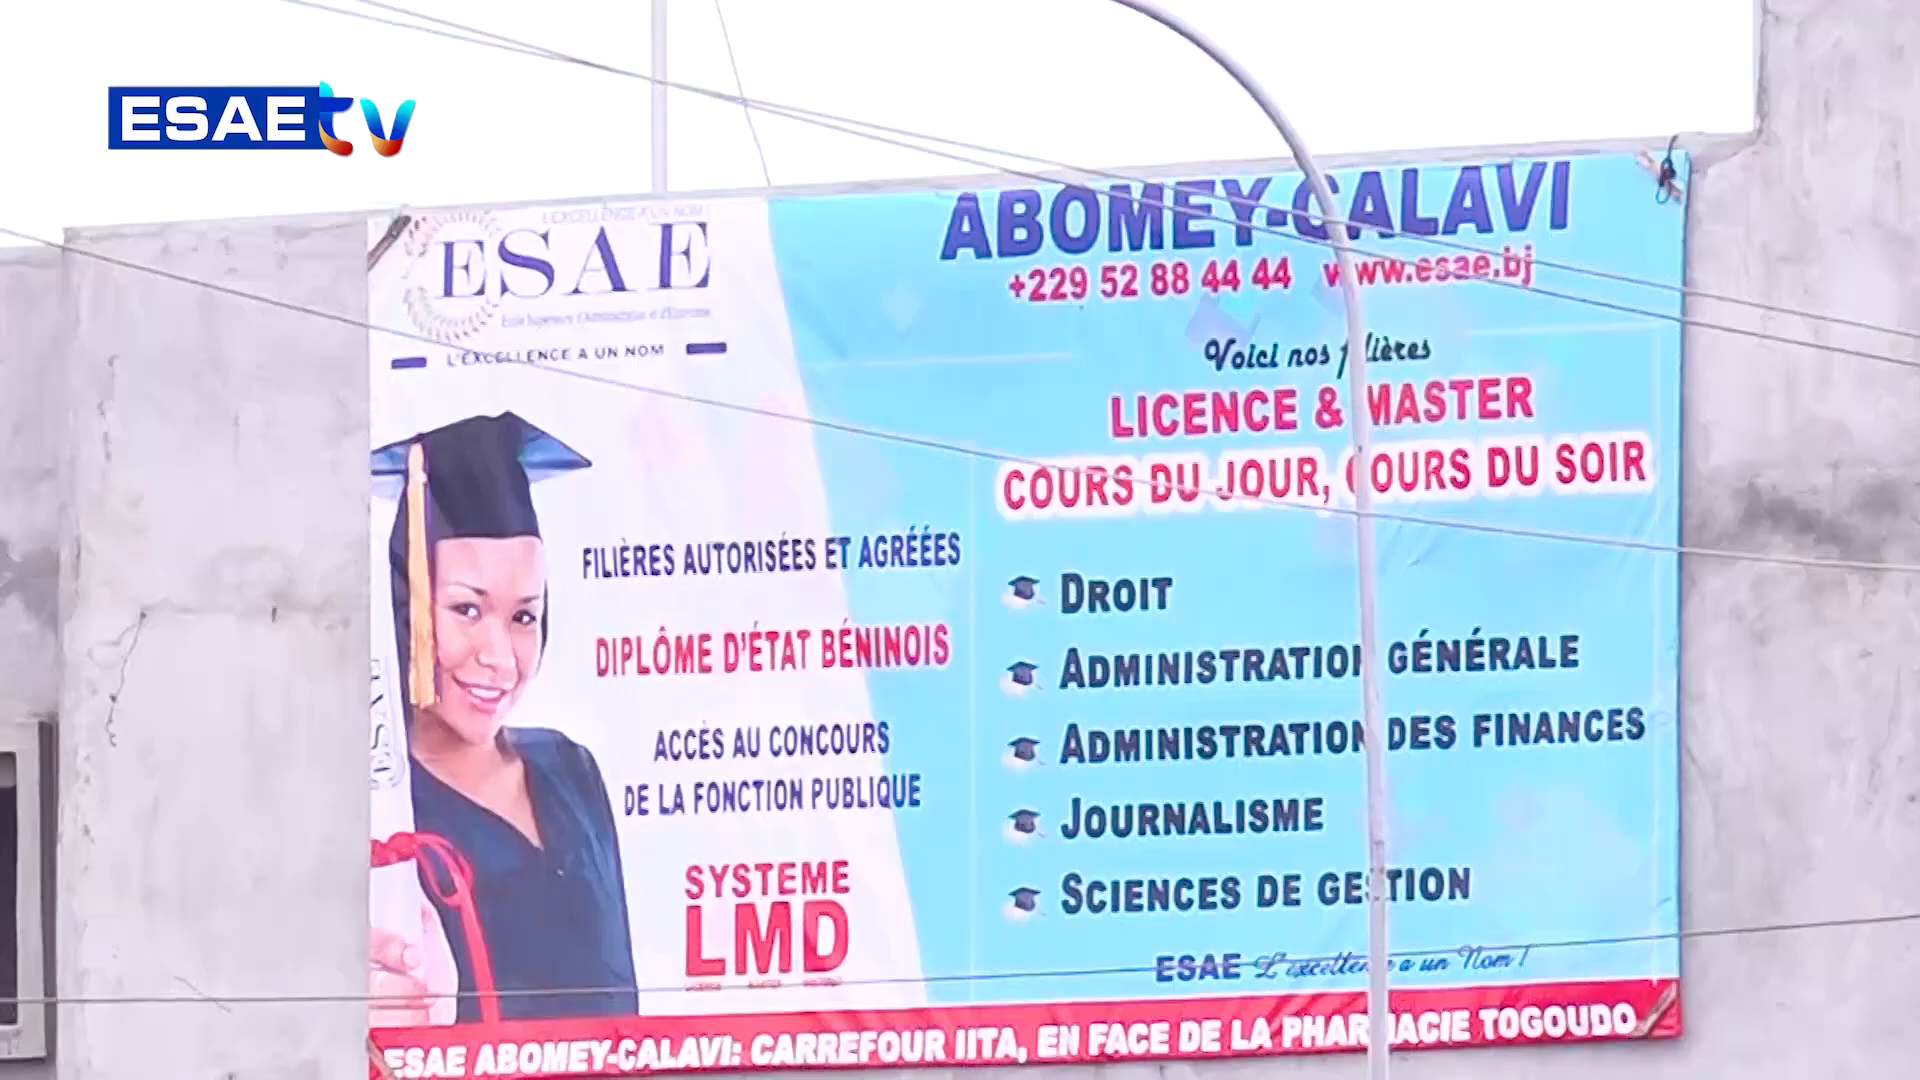 ESAEtv
L'EXCELLENCE A UN NOM
ESAE
L'EXCELLENCE A UN NOM
ABOMEY-CALAVI
+229 52 88 44 44 www.esae.bj
Voici nos filières
LICENCE & MASTER
COURS DU JOUR, COURS DU SOIR
FILIÈRES AUTORISÉES ET AGRÉÉES
DIPLÔME D'ÉTAT BÉNINOIS
ACCÈS AU CONCOURS
DE LA FONCTION PUBLIQUE
SYSTEME
LMD
DROIT
ADMINISTRATION GÉNÉRALE
ADMINISTRATION DES FINANCES
JOURNALISME
SCIENCES DE GESTION
ESAE L'excellence a un Nom !
ESAE
ESAE ABOMEY-CALAVI: CARREFOUR IITA, EN FACE DE LA PHARMACIE TOGOUDO